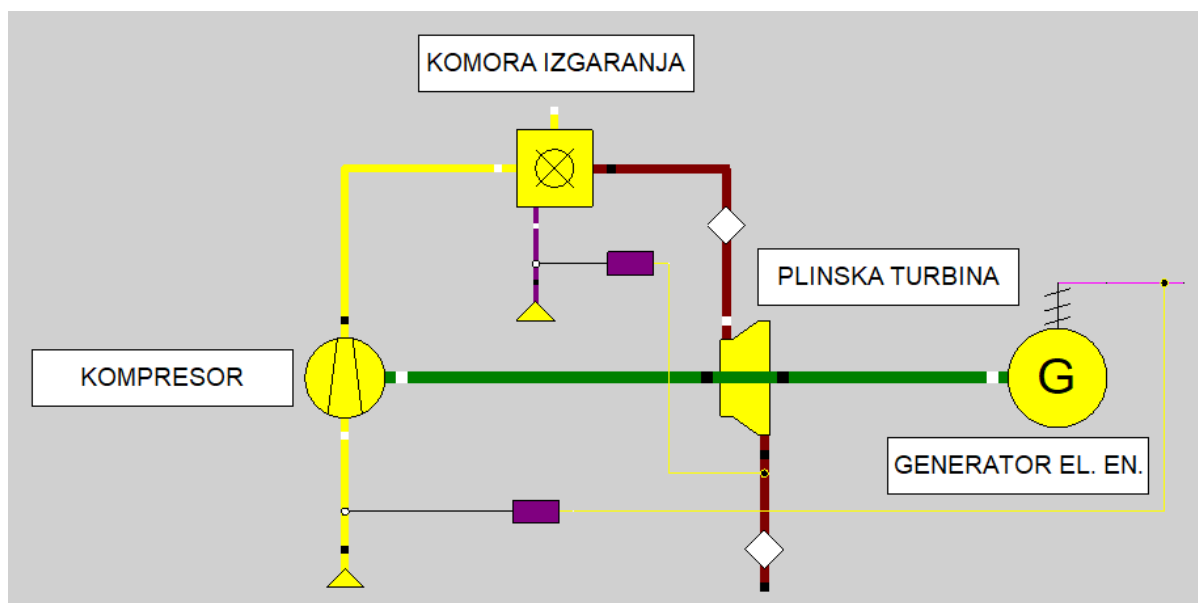 KOMORA IZGARANJA
PLINSKA TURBINA
KOMPRESOR
G
GENERATOR EL. EN.